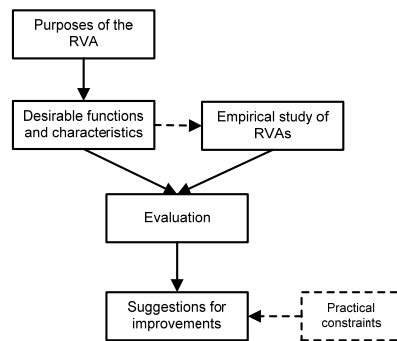 Purposes of the
RVA
Desirable functions
and characteristics
Empirical study of
RVAs
Evaluation
Suggestions for
improvements
Practical
constraints